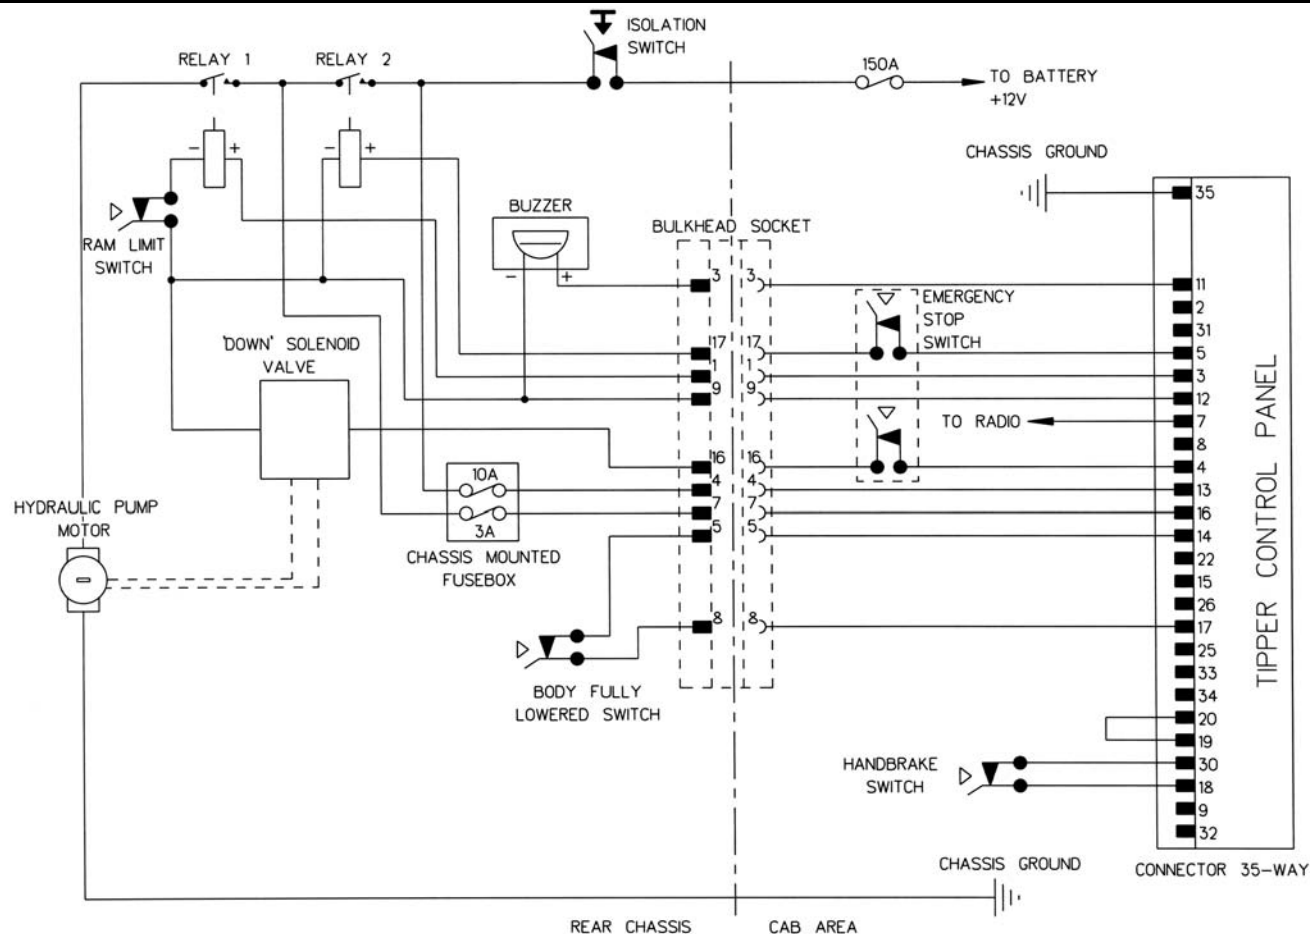 ISOLATION
SWITCH
RELAY 1
RELAY 2
150A
TO BATTERY
+12V
CHASSIS GROUND
35
- +
- +
RAM LIMIT
SWITCH
BUZZER
- +
BULKHEAD SOCKET
3 3
17 17
1 1
9 9
16 16
4 4
7 7
5 5
8 8
EMERGENCY
STOP
SWITCH
TO RADIO
'DOWN' SOLENOID
VALVE
10A
3A
CHASSIS MOUNTED
FUSEBOX
HYDRAULIC PUMP
MOTOR
BODY FULLY
LOWERED SWITCH
HANDBRAKE
SWITCH
11
2
31
5
3
12
7
8
4
13
16
14
22
15
26
17
25
33
34
20
19
30
18
9
32
TIPPER CONTROL PANEL
CHASSIS GROUND
CONNECTOR 35-WAY
REAR CHASSIS
CAB AREA